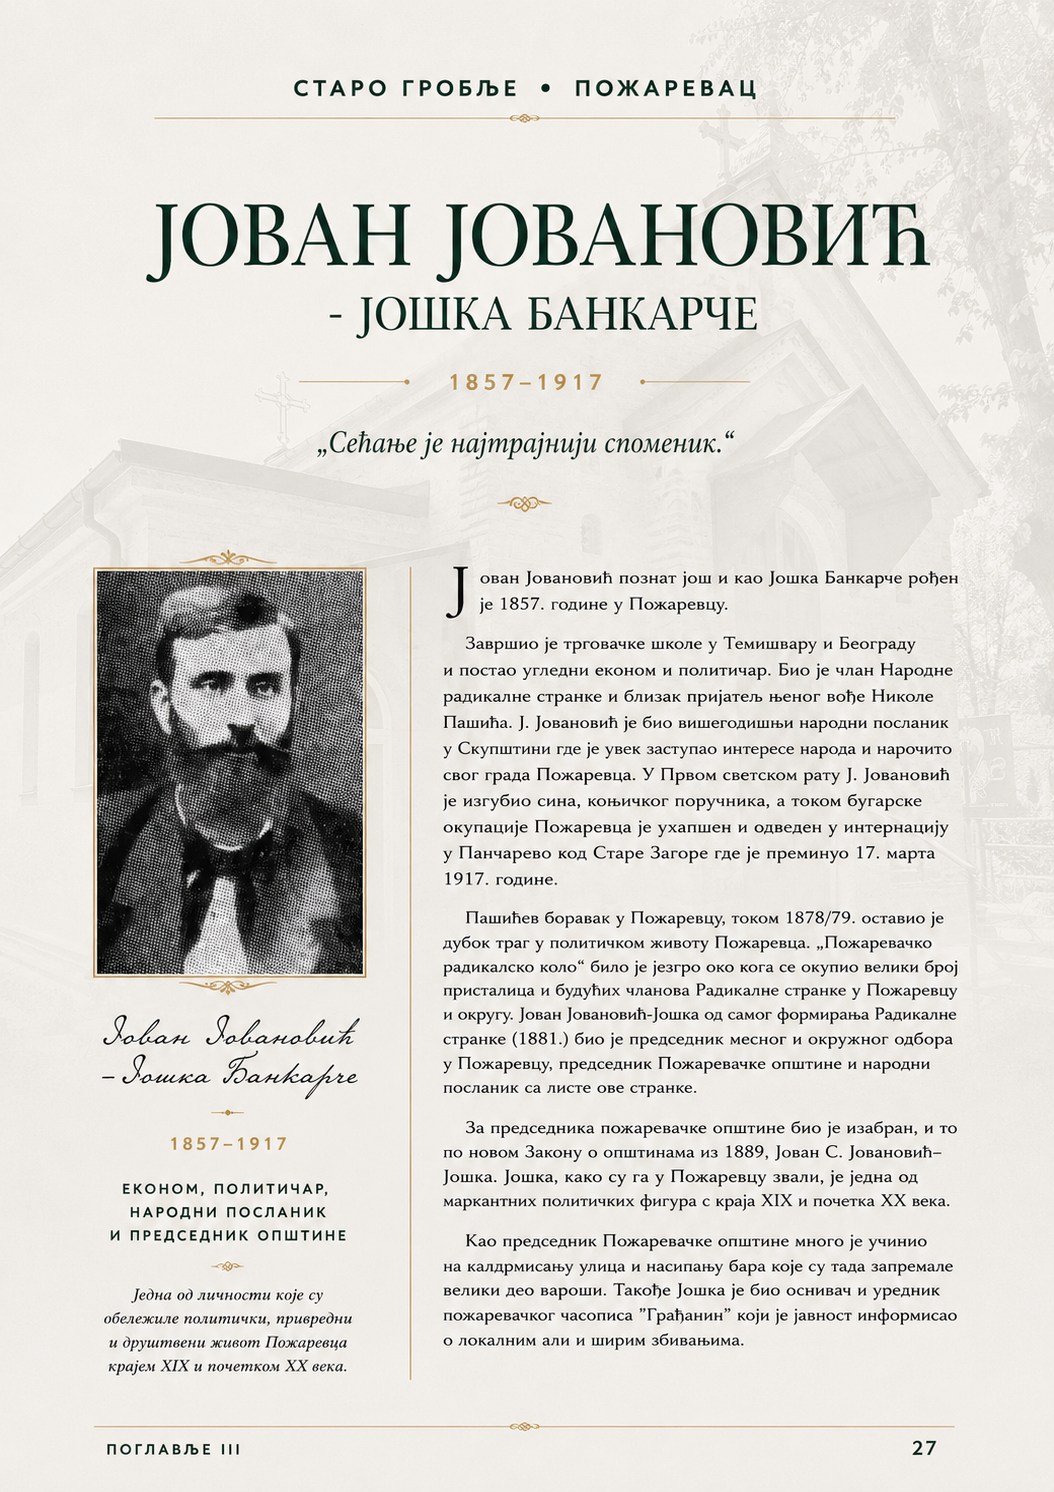 СТАРО ГРОБЉЕ • ПОЖАРЕВАЦ
ЈОВАН ЈОВАНОВИЋ
- ЈОШКА БАНКАРЧЕ
1857–1917
„Сећање је најтрајнији споменик.“
Јован Јовановић
– Јошка Банкарче
1857–1917
ЕКОНОМ, ПОЛИТИЧАР,
НАРОДНИ ПОСЛАНИК
И ПРЕДСЕДНИК ОПШТИНЕ
Једна од личности које су
обележиле политички, привредни
и друштвени живот Пожаревца
крајем XIX и почетком XX века.
Јован Јовановић познат још и као Јошка Банкарче рођен
је 1857. године у Пожаревцу.
Завршио је трговачке школе у Темишвару и Београду
и постао угледни економ и политичар. Био је члан Народне
радикалне странке и близак пријатељ њеног вође Николе
Пашића. Ј. Јовановић је био вишегодишњи народни посланик
у Скупштини где је увек заступао интересе народа и нарочито
свог града Пожаревца. У Првом светском рату Ј. Јовановић
је изгубио сина, коњичког поручника, а током бугарске
окупације Пожаревца је ухапшен и одведен у интернацију
у Панчарево код Старе Загоре где је преминуо 17. марта
1917. године.
Пашићев боравак у Пожаревцу, током 1878/79. оставио је
дубок траг у политичком животу Пожаревца. „Пожаревачко
радикалско коло“ било је језгро око кога се окупио велики број
присталица и будућих чланова Радикалне странке у Пожаревцу
и округу. Јован Јовановић-Јошка од самог формирања Радикалне
странке (1881.) био је председник месног и окружног одбора
у Пожаревцу, председник Пожаревачке општине и народни
посланик са листе ове странке.
За председника пожаревачке општине био је изабран, и то
по новом Закону о општинама из 1889, Јован С. Јовановић–
Јошка. Јошка, како су га у Пожаревцу звали, је једна од
маркантних политичких фигура с краја XIX и почетка XX века.
Као председник Пожаревачке општине много је учинио
на калдрмисању улица и насипању бара које су тада запремале
велики део вароши. Такође Јошка је био оснивач и уредник
пожаревачког часописа ”Грађанин” који је јавност информисао
о локалним али и ширим збивањима.
ПОГЛАВЉЕ III
27